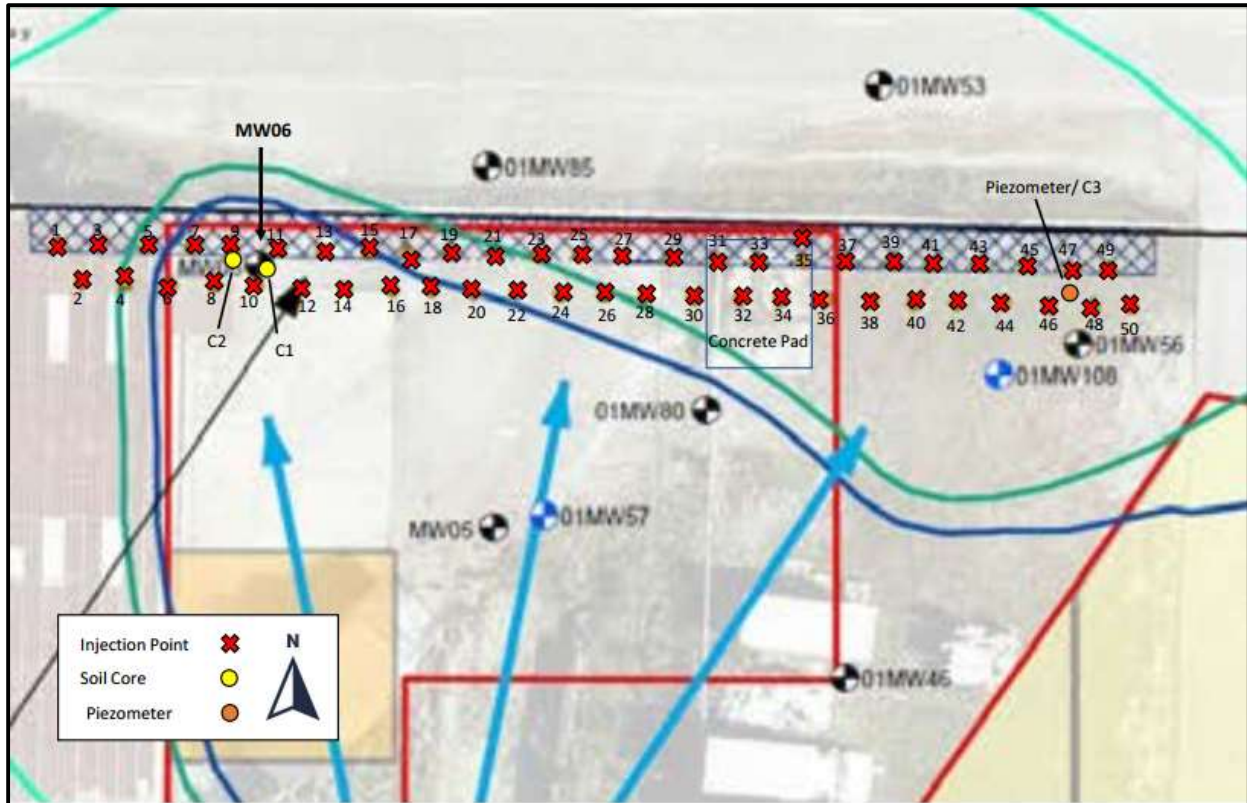 01MW53
MW06
01MW85
Piezometer/ C3
1 3 5 7 9 11 13 15 17 19 21 23 25 27 29 31 33 35 37 39 41 43 45 47 49
2 4 6 8 10 12 14 16 18 20 22 24 26 28 30 32 34 36 38 40 42 44 46 48 50
C2
C1
Concrete Pad
01MW56
01MW108
01MW80
MW05
01MW57
01MW46
Injection Point
Soil Core
Piezometer
N